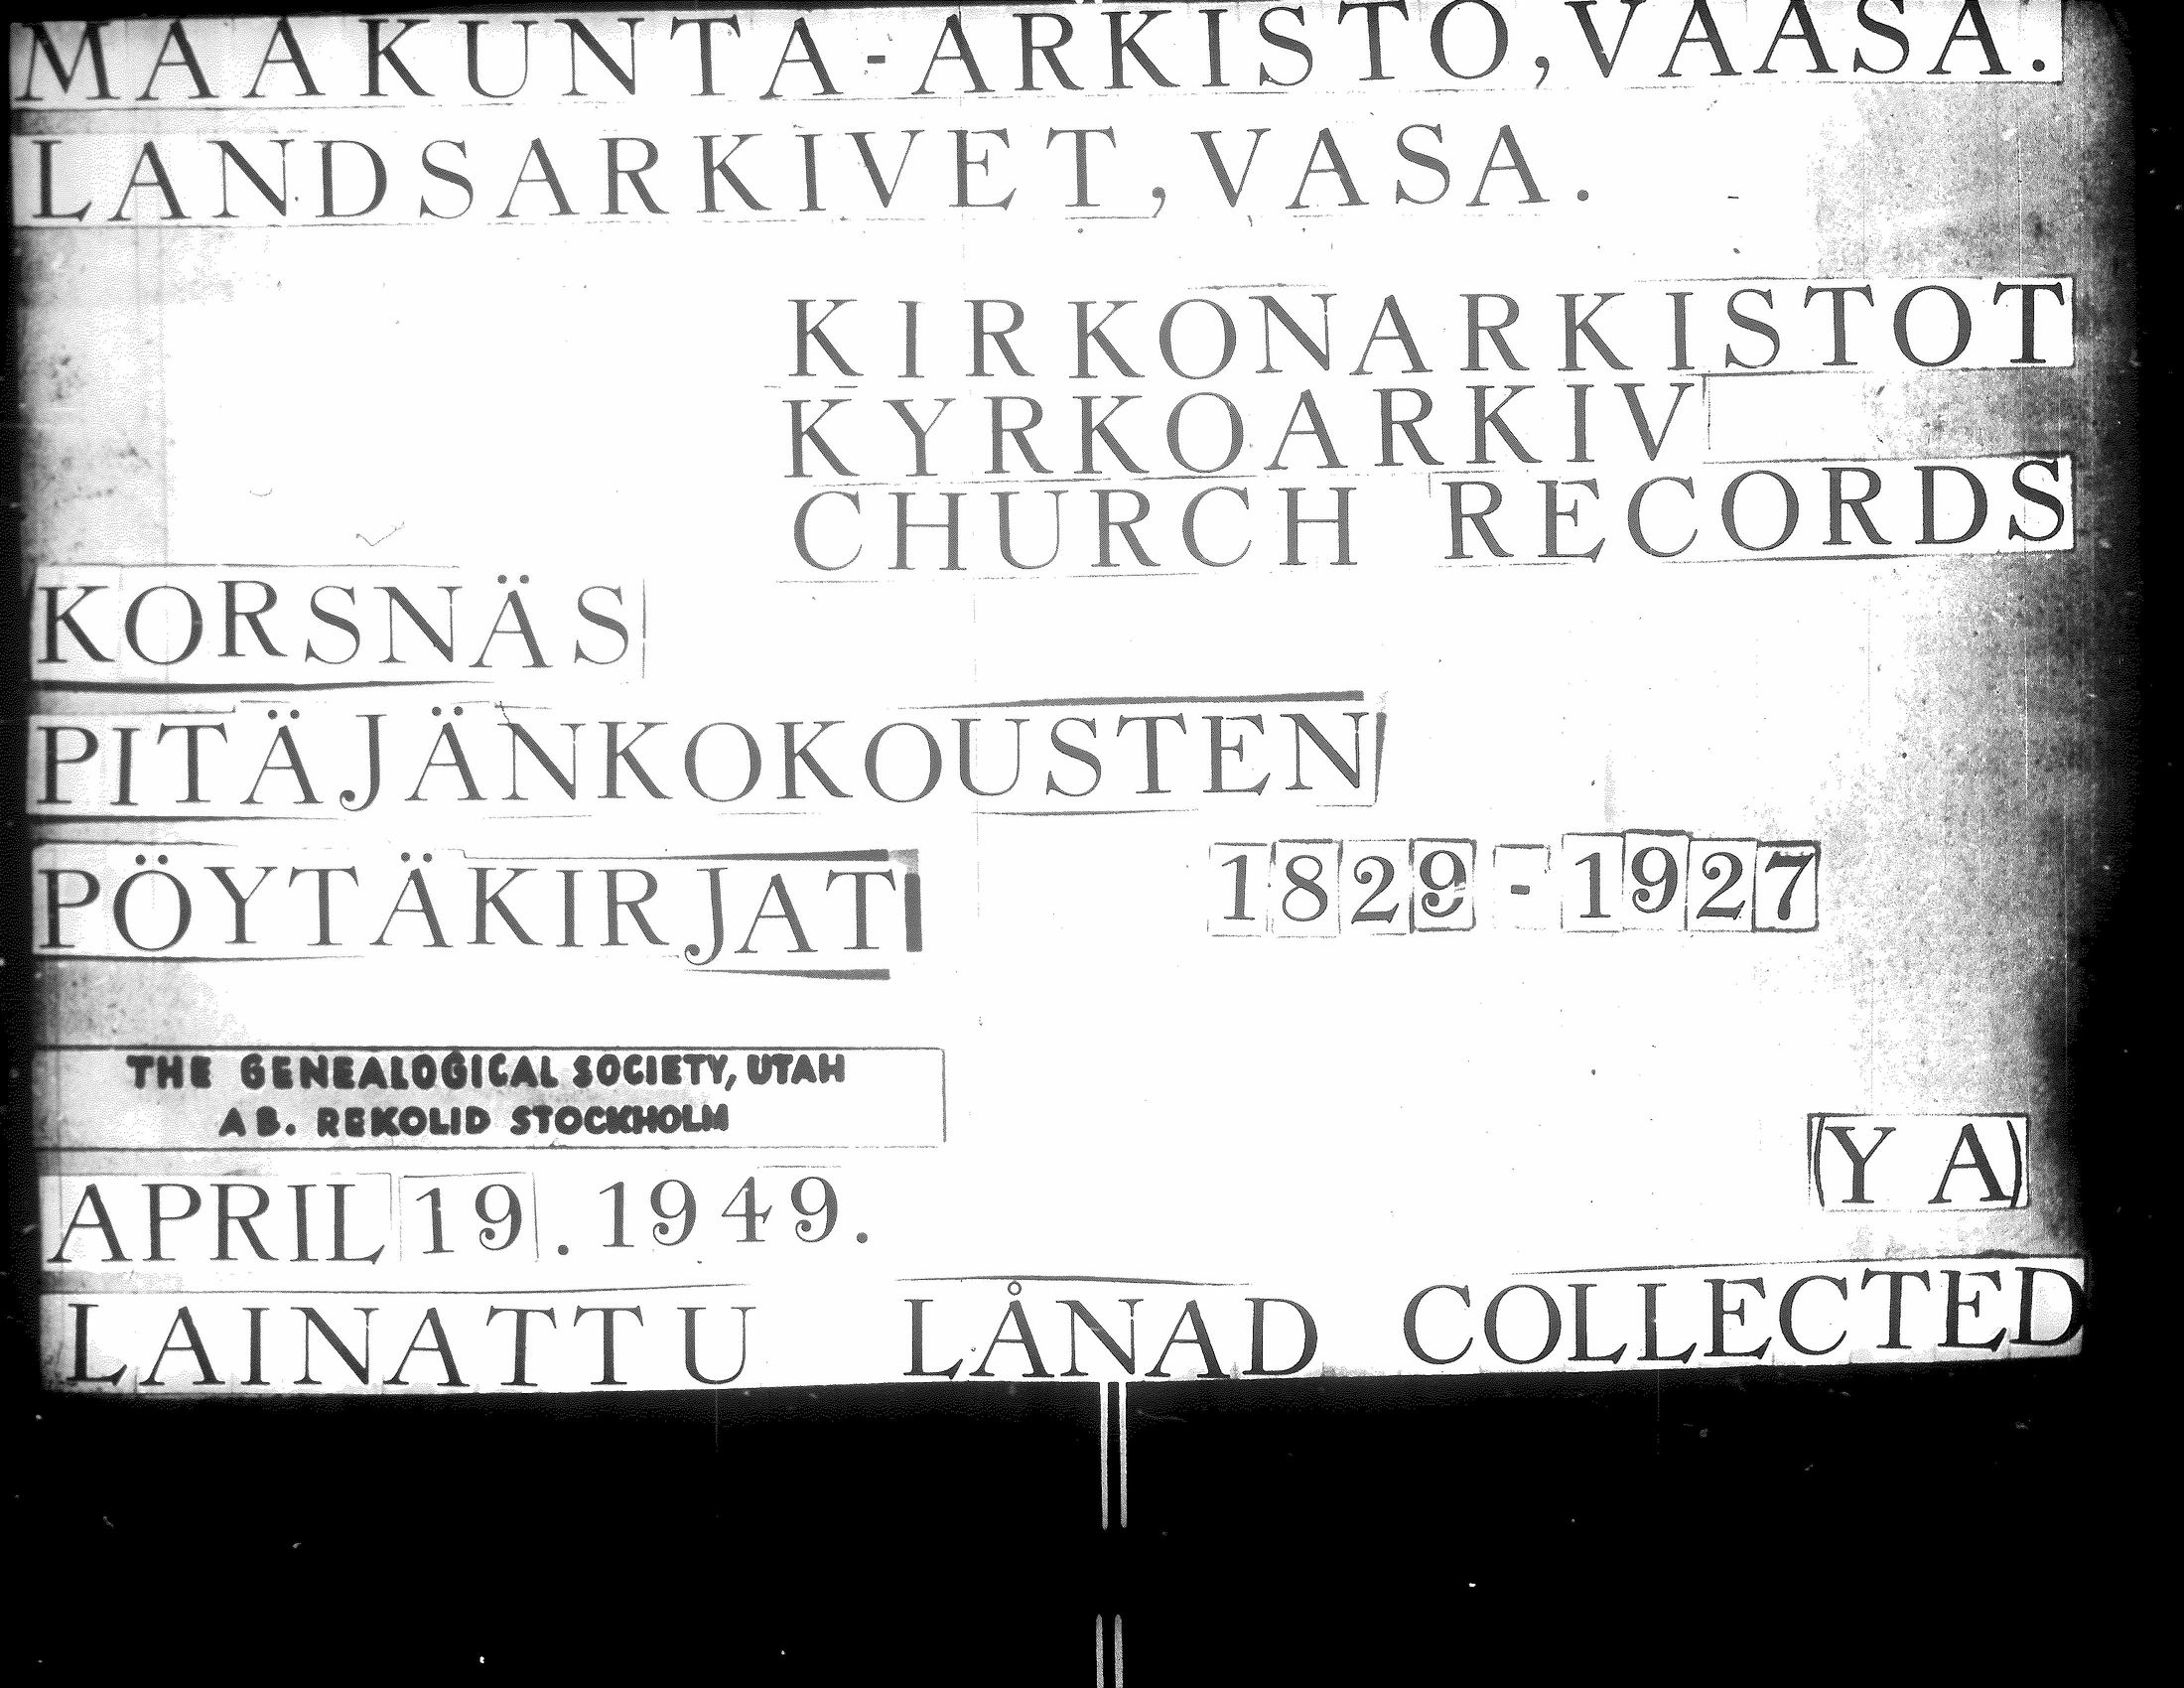 MAAKUNTA-ARKISTO, VAASA.
LANDSARKIVET, VASA.
KIRKONARKISTOT
KYRKOARKIV
CHURCH RECORDS
KORSNÄS
PITÄJÄNKOKOUSTEN
PÖYTÄKIRJAT 1829-1927
THE GENEALOGICAL SOCIETY, UTAH
AB. REKOLID STOCKHOLM
(Y A)
APRIL 19. 1949.
LAINATTU LÅNAD COLLECTED